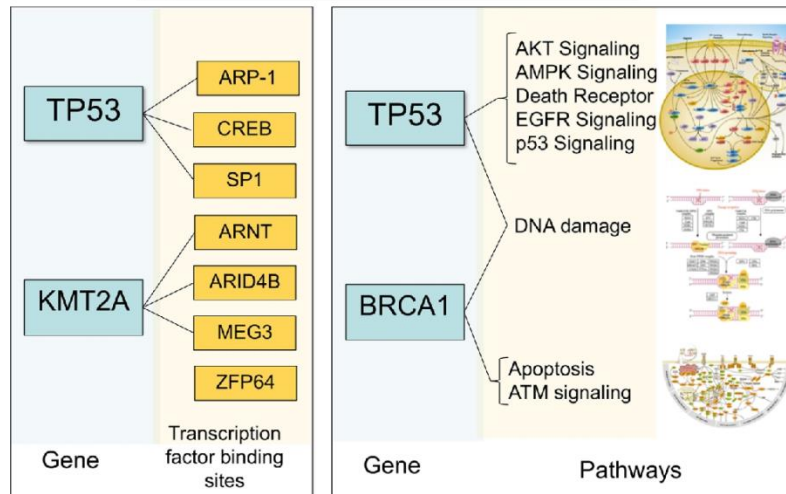 TP53
KMT2A
ARP-1
CREB
SP1
ARNT
ARID4B
MEG3
ZFP64
Gene
Transcription
factor binding
sites
TP53
BRCA1
AKT Signaling
AMPK Signaling
Death Receptor
EGFR Signaling
p53 Signaling
DNA damage
Apoptosis
ATM signaling
Gene
Pathways